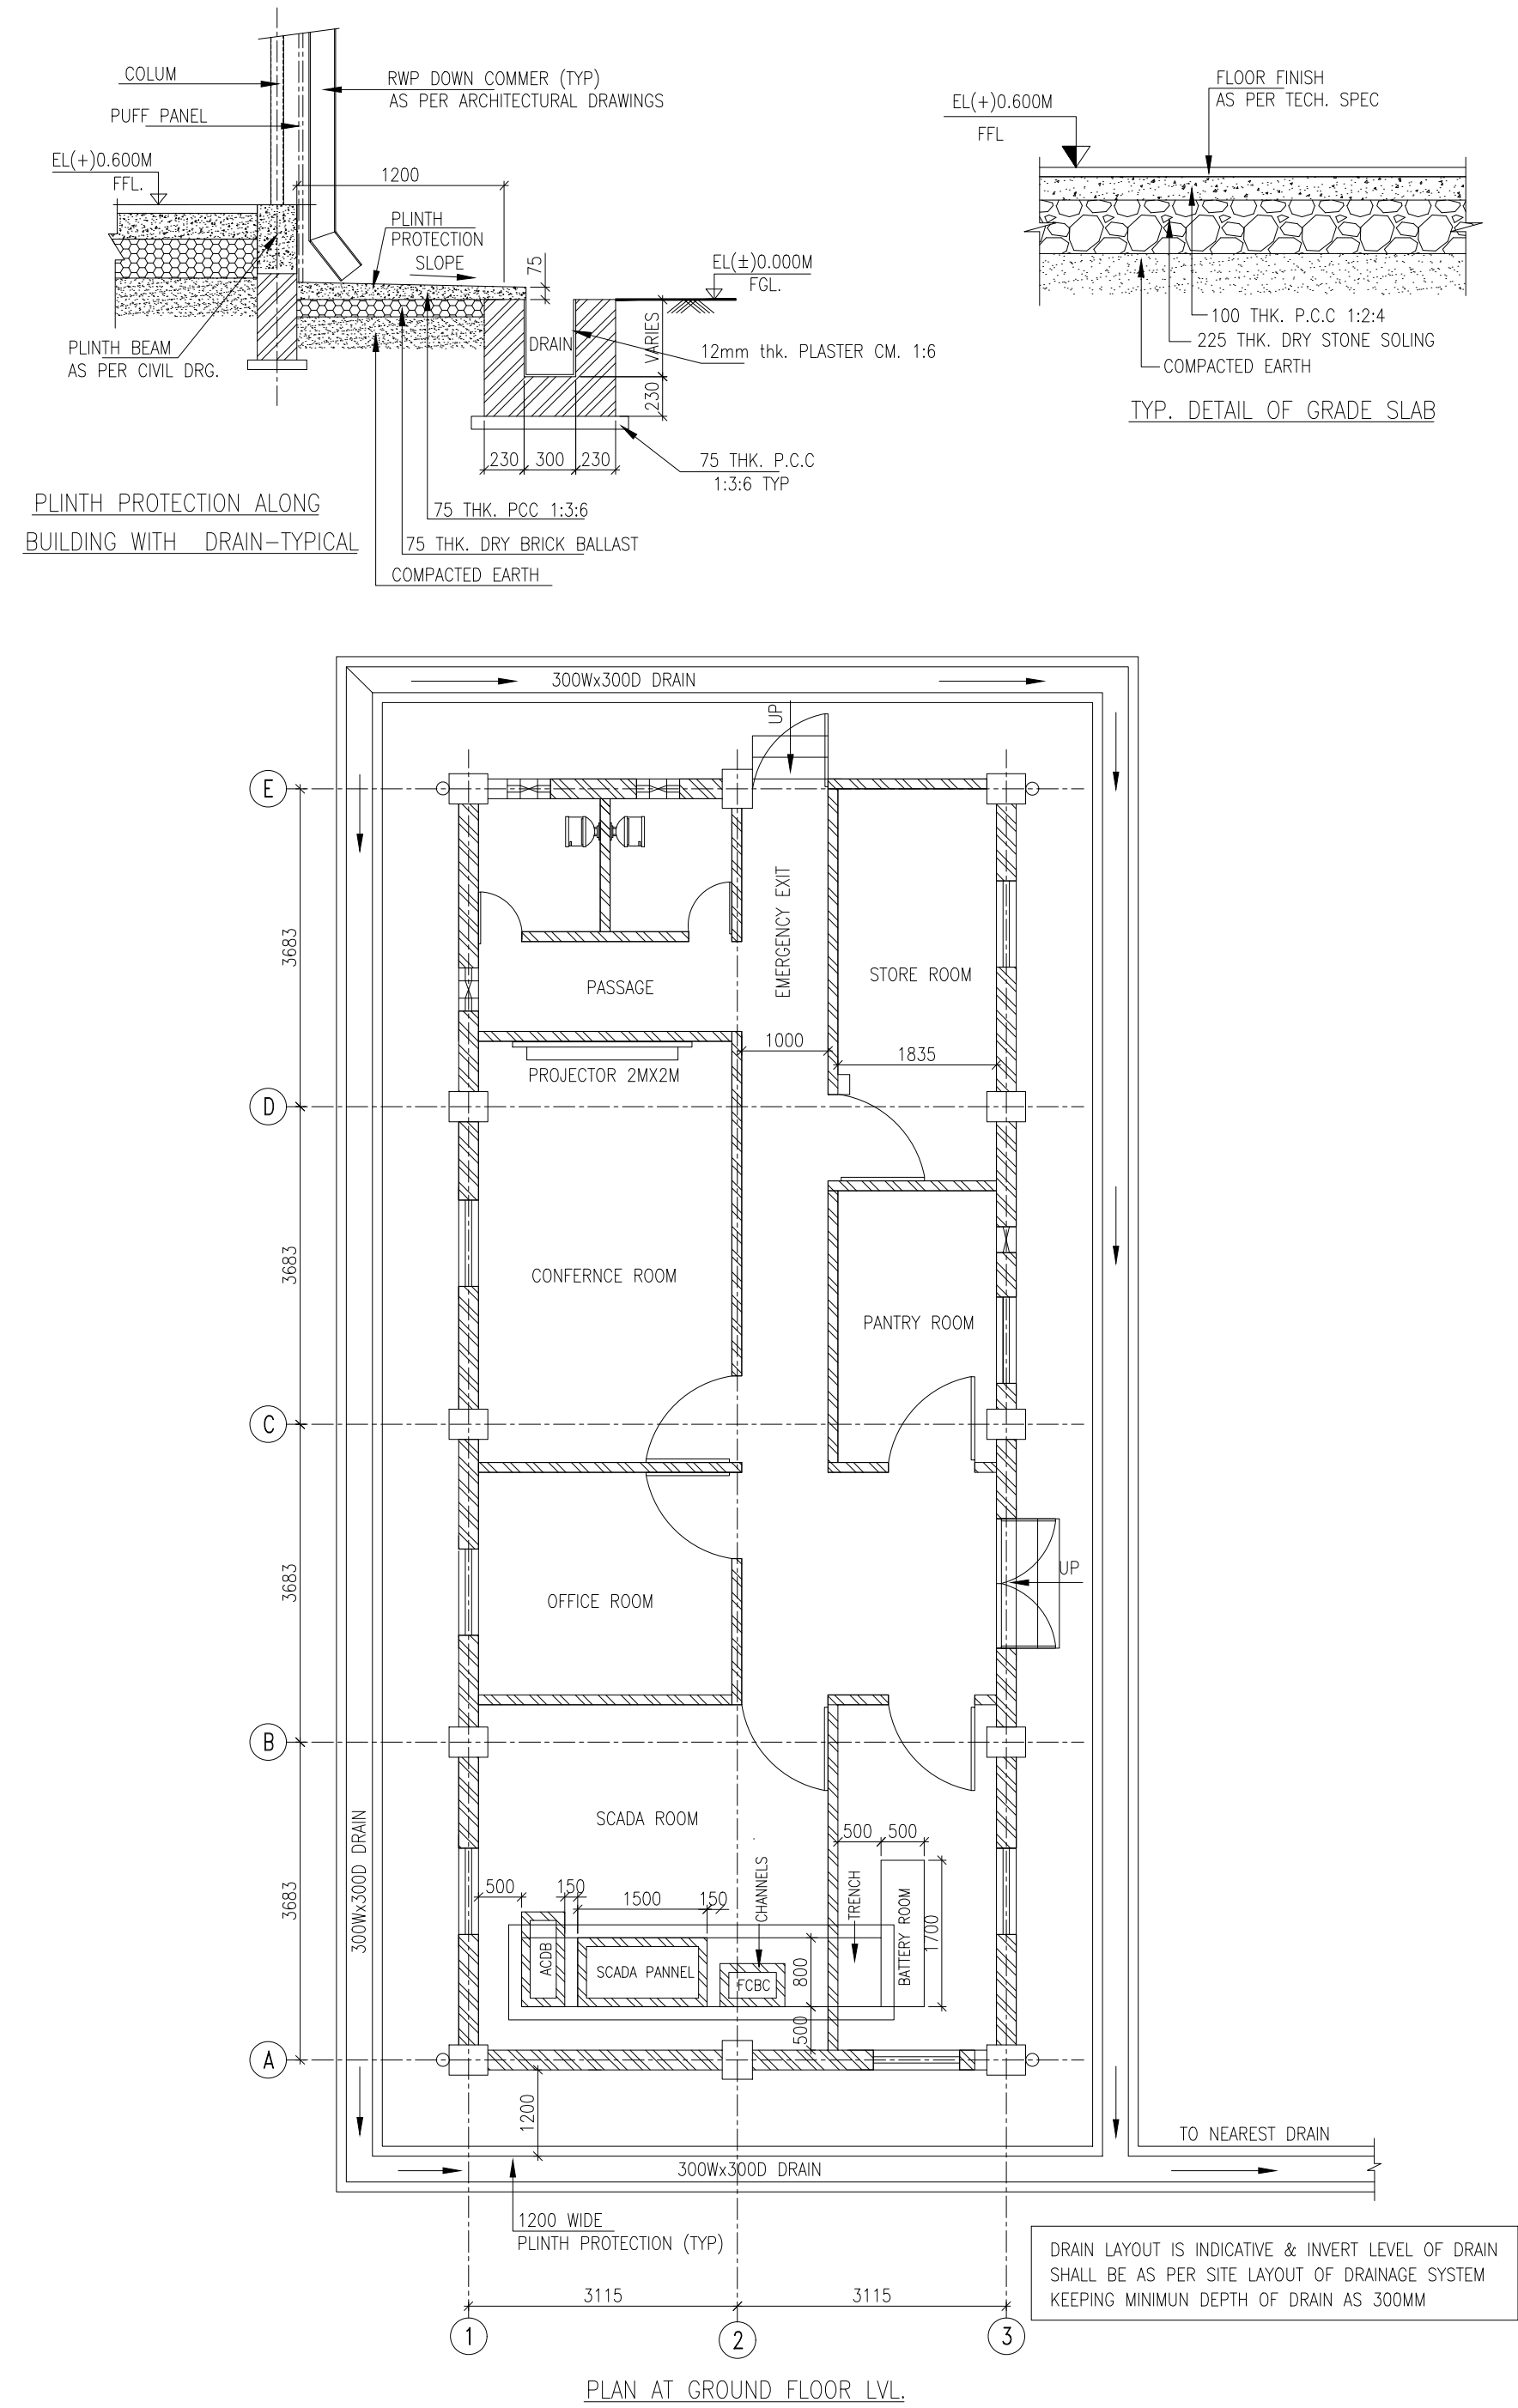 COLUM
PUFF PANEL
RWP DOWN COMMER (TYP)
AS PER ARCHITECTURAL DRAWINGS
EL(+)0.600M
FFL.
1200
PLINTH
PROTECTION
SLOPE
75
EL(±)0.000M
FGL.
DRAIN
VARIES
12mm thk. PLASTER CM. 1:6
PLINTH BEAM
AS PER CIVIL DRG.
230
230
300
230
75 THK. P.C.C
1:3:6 TYP
75 THK. PCC 1:3:6
75 THK. DRY BRICK BALLAST
COMPACTED EARTH
PLINTH PROTECTION ALONG
BUILDING WITH DRAIN-TYPICAL
EL(+)0.600M
FFL
FLOOR FINISH
AS PER TECH. SPEC
100 THK. P.C.C 1:2:4
225 THK. DRY STONE SOLING
COMPACTED EARTH
TYP. DETAIL OF GRADE SLAB
300Wx300D DRAIN
UP
E
3683
EMERGENCY EXIT
STORE ROOM
PASSAGE
1000
1835
PROJECTOR 2MX2M
D
3683
CONFERNCE ROOM
PANTRY ROOM
C
3683
UP
OFFICE ROOM
B
3683
300Wx300D DRAIN
SCADA ROOM
500
500
CHANNELS
TRENCH
BATTERY ROOM
1700
500
150
1500
150
ACDB
SCADA PANNEL
FCBC
800
500
A
1200
TO NEAREST DRAIN
300Wx300D DRAIN
1200 WIDE
PLINTH PROTECTION (TYP)
DRAIN LAYOUT IS INDICATIVE & INVERT LEVEL OF DRAIN
SHALL BE AS PER SITE LAYOUT OF DRAINAGE SYSTEM
KEEPING MINIMUN DEPTH OF DRAIN AS 300MM
3115
3115
1
2
3
PLAN AT GROUND FLOOR LVL.